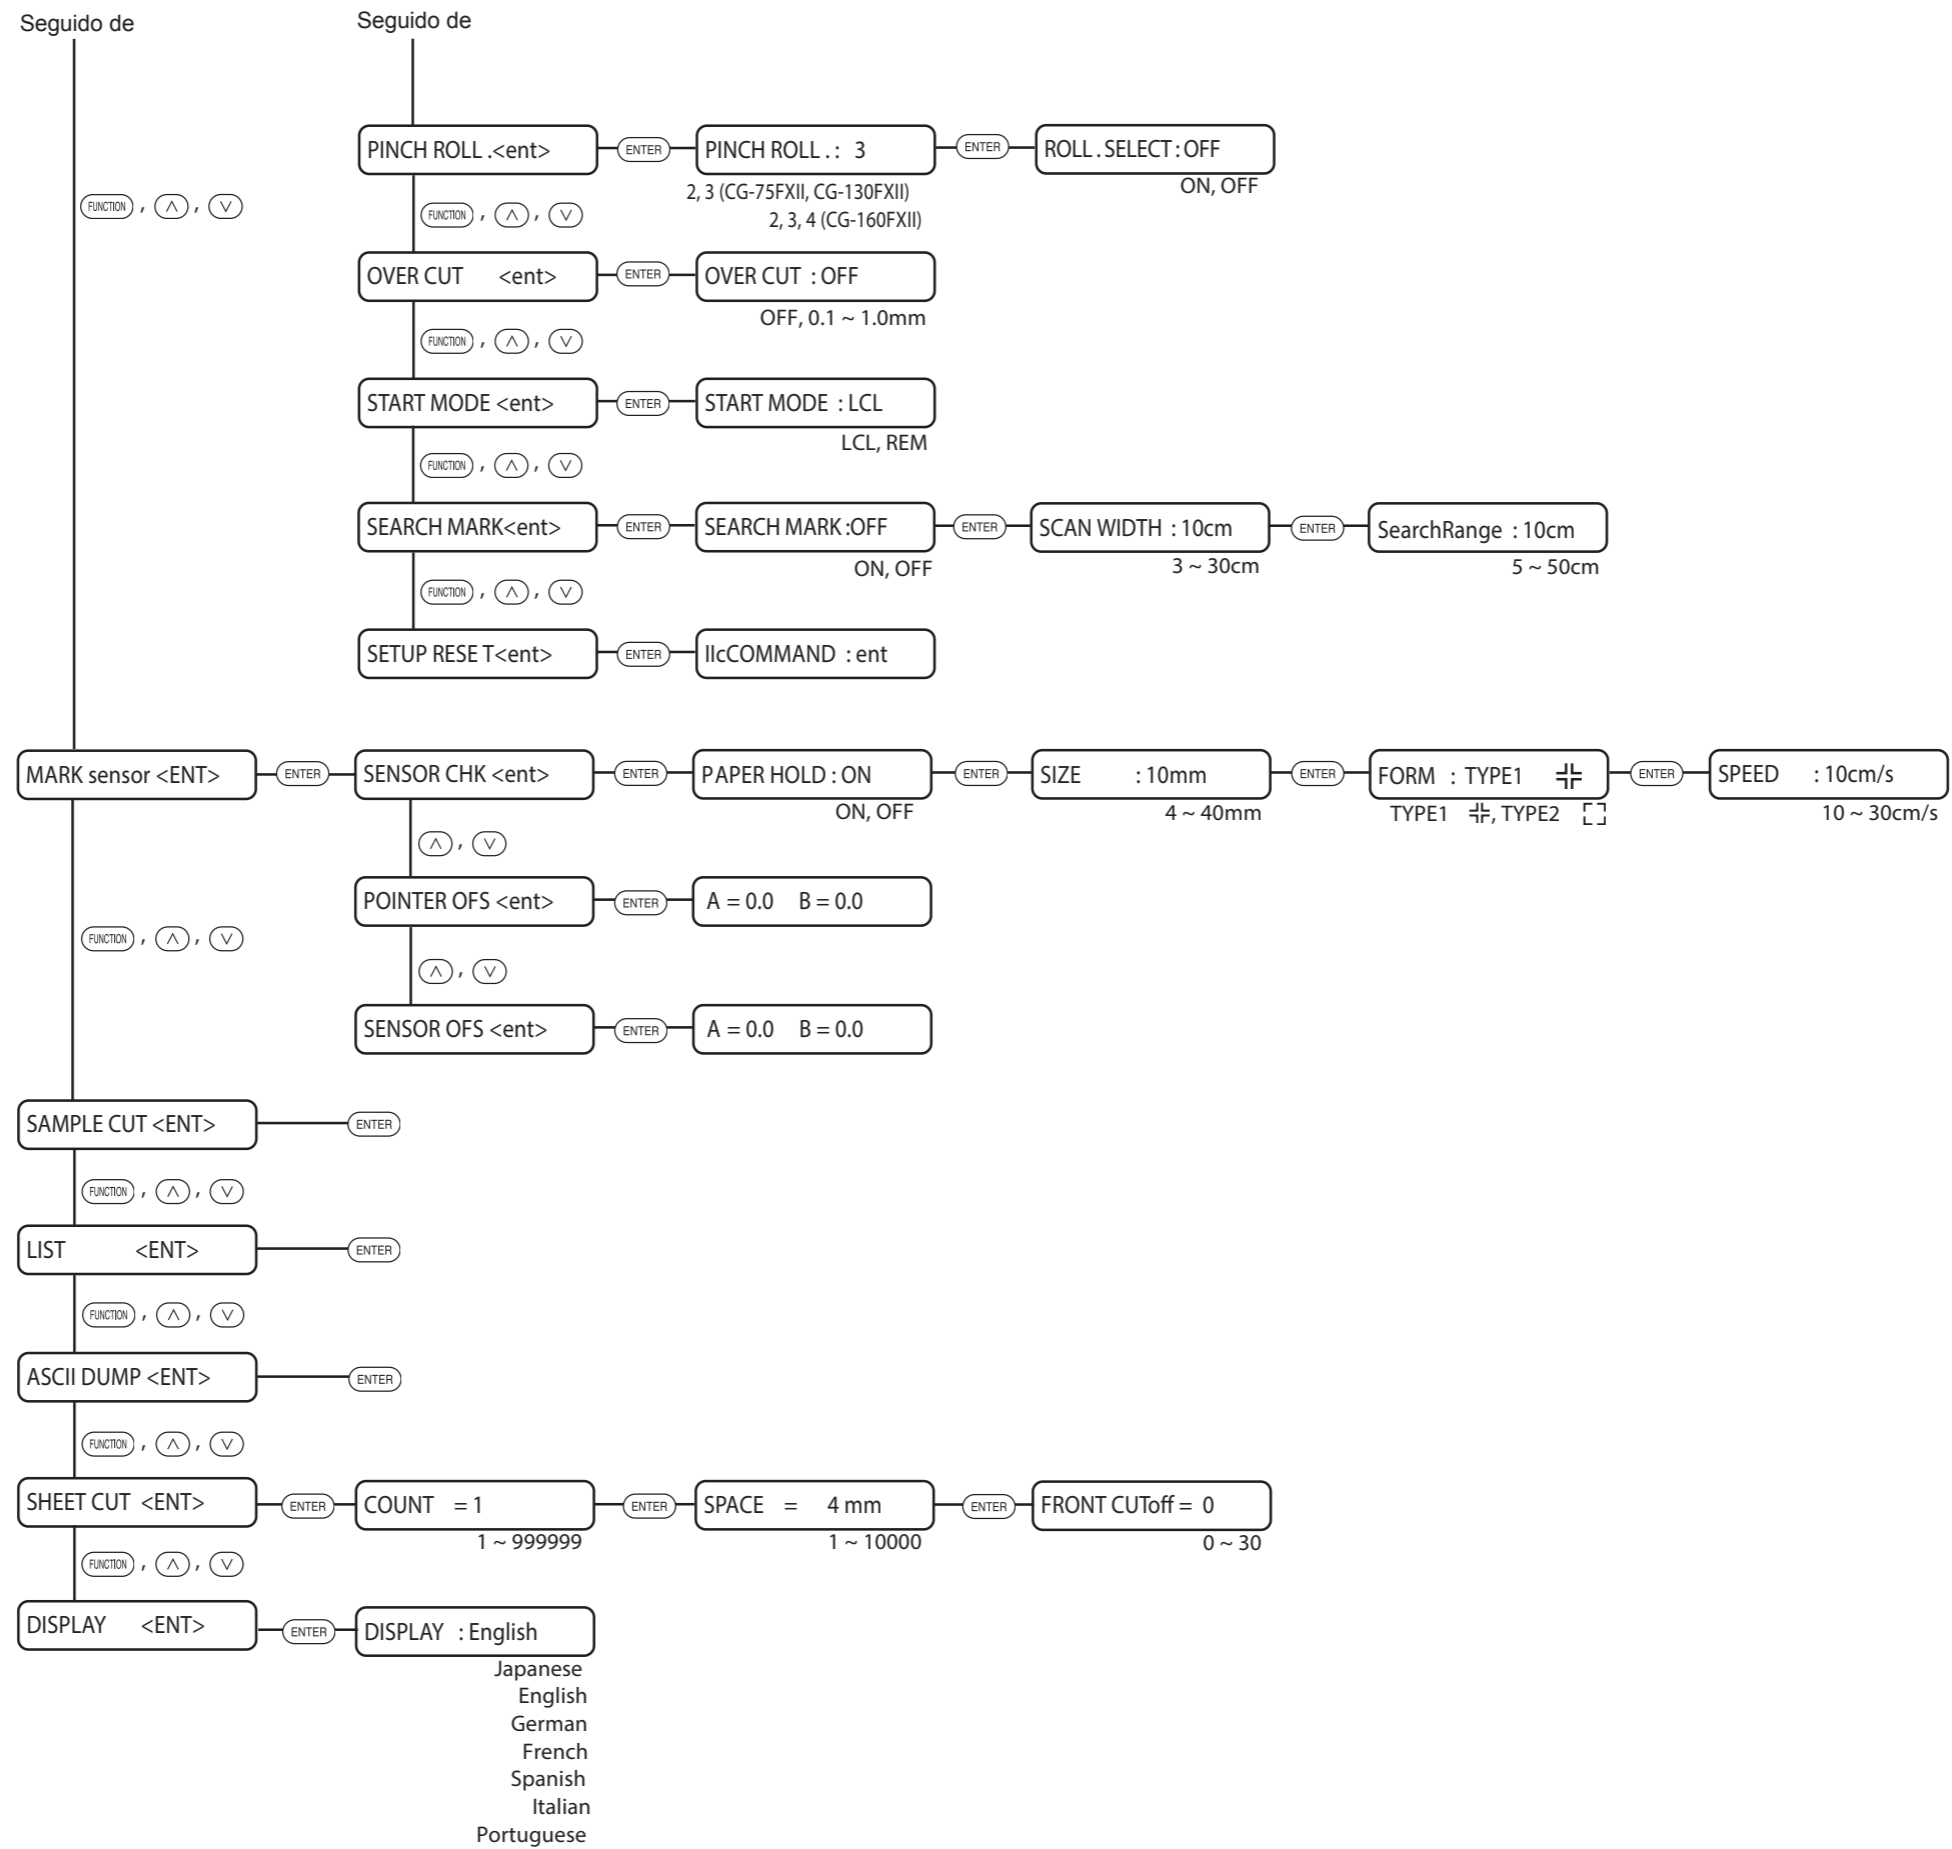 Seguido de
Seguido de
PINCH ROLL .<ent>
ENTER
PINCH ROLL . : 3
ENTER
ROLL . SELECT : OFF
2, 3 (CG-75FXII, CG-130FXII)
2, 3, 4 (CG-160FXII)
ON, OFF
FUNCTION , ,
FUNCTION , ,
OVER CUT <ent>
ENTER
OVER CUT : OFF
OFF, 0.1 ~ 1.0mm
FUNCTION , ,
START MODE <ent>
ENTER
START MODE : LCL
LCL, REM
FUNCTION , ,
SEARCH MARK<ent>
ENTER
SEARCH MARK :OFF
ENTER
SCAN WIDTH : 10cm
ENTER
SearchRange : 10cm
ON, OFF
3 ~ 30cm
5 ~ 50cm
FUNCTION , ,
SETUP RESE T<ent>
ENTER
IIcCOMMAND : ent
MARK sensor <ENT>
ENTER
SENSOR CHK <ent>
ENTER
PAPER HOLD : ON
ENTER
SIZE : 10mm
ENTER
FORM : TYPE1
ENTER
SPEED : 10cm/s
ON, OFF
4 ~ 40mm
TYPE1 , TYPE2
10 ~ 30cm/s
,
POINTER OFS <ent>
ENTER
A = 0.0 B = 0.0
FUNCTION , ,
,
SENSOR OFS <ent>
ENTER
A = 0.0 B = 0.0
SAMPLE CUT <ENT>
ENTER
FUNCTION , ,
LIST <ENT>
ENTER
FUNCTION , ,
ASCII DUMP <ENT>
ENTER
FUNCTION , ,
SHEET CUT <ENT>
ENTER
COUNT = 1
ENTER
SPACE = 4 mm
ENTER
FRONT CUToff = 0
1 ~ 999999
1 ~ 10000
0 ~ 30
FUNCTION , ,
DISPLAY <ENT>
ENTER
DISPLAY : English
Japanese
English
German
French
Spanish
Italian
Portuguese